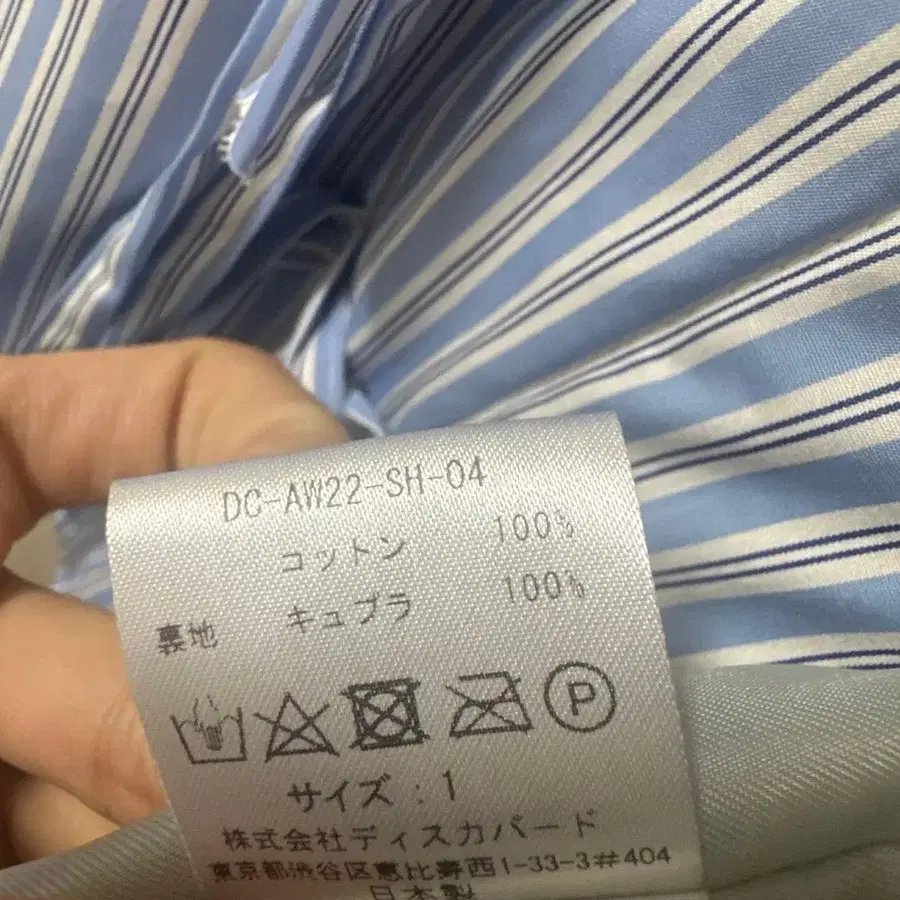 DC-AW22-SH-04
コットン 100%
裏地 キュプラ 100%
P
サイズ : 1
株式会社ディスカバード
東京都渋谷区恵比寿西1-33-3#404
日本製